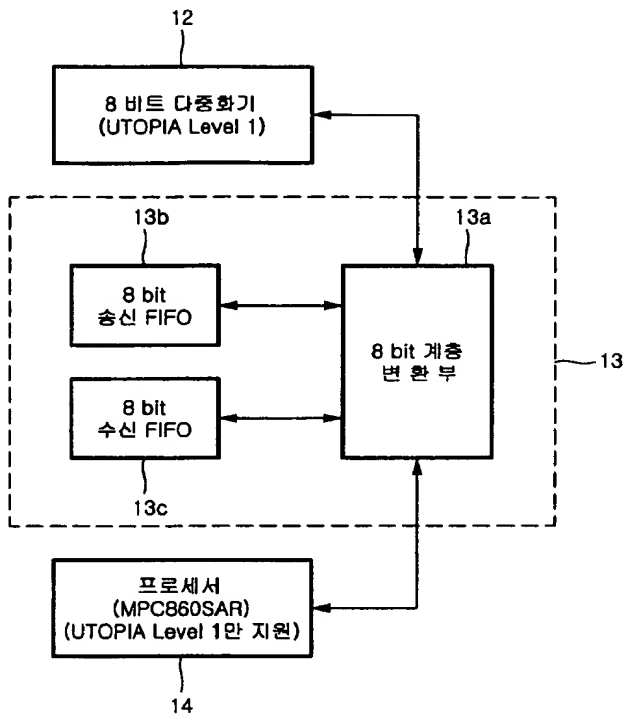 12
8 비트 다중화기
(UTOPIA Level 1)
13b
13a
8 bit
송신 FIFO
8 bit 계층
변 환 부
13
8 bit
수신 FIFO
13c
프로세서
(MPC860SAR)
(UTOPIA Level 1만 지원)
14